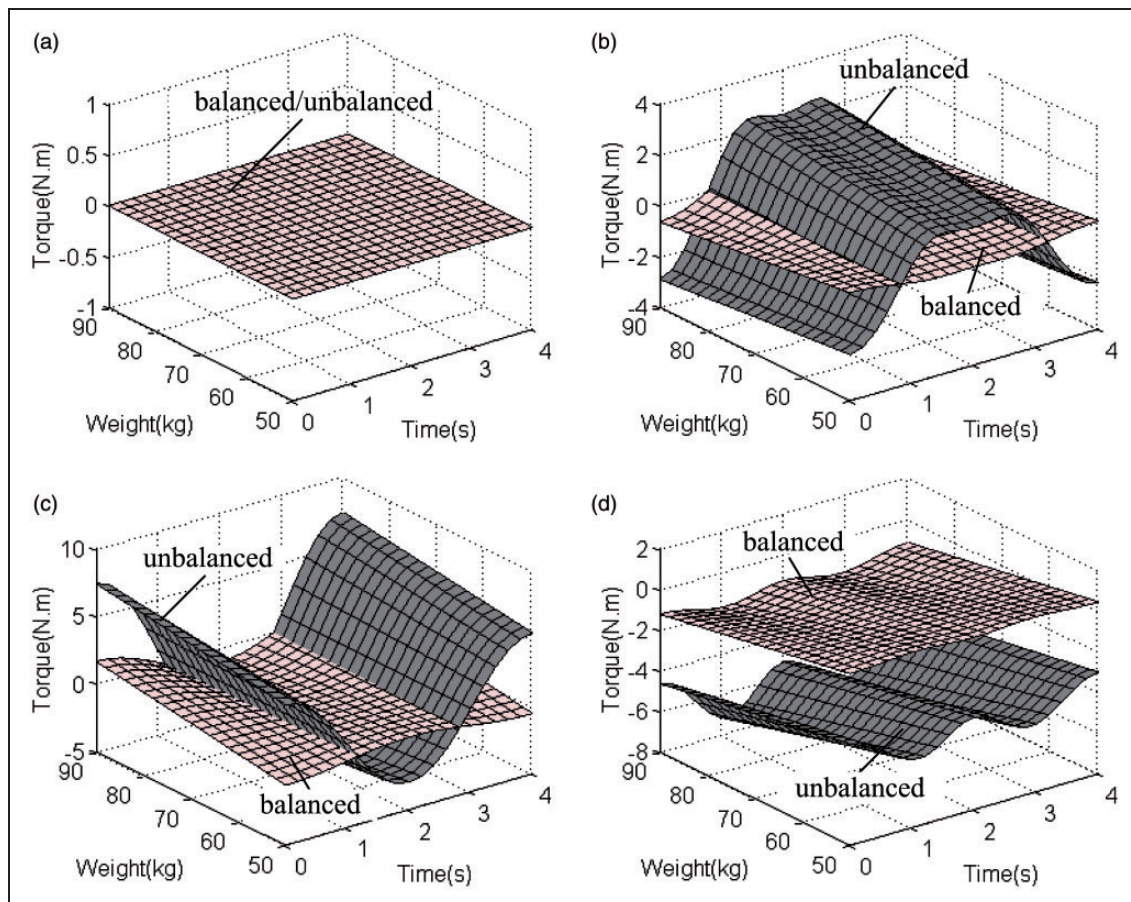 (a)
balanced/unbalanced
1
0.5
0
-0.5
-1
Torque(N.m)
90
80
70
60
50
Weight(kg)
0
1
2
3
4
Time(s)
(b)
unbalanced
balanced
4
2
0
-2
-4
Torque(N.m)
90
80
70
60
50
Weight(kg)
0
1
2
3
4
Time(s)
(c)
unbalanced
balanced
10
5
0
-5
Torque(N.m)
90
80
70
60
50
Weight(kg)
0
1
2
3
4
Time(s)
(d)
balanced
unbalanced
2
0
-2
-4
-6
-8
Torque(N.m)
90
80
70
60
50
Weight(kg)
0
1
2
3
4
Time(s)